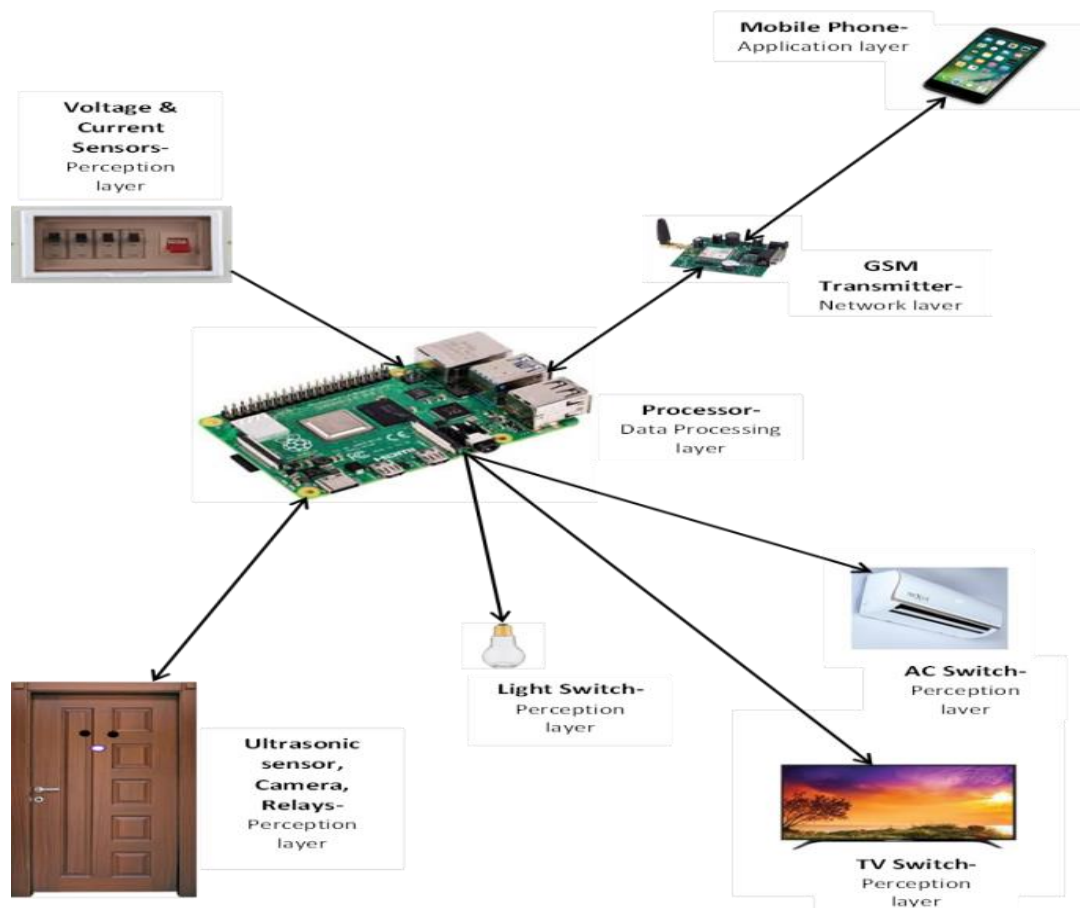 Mobile Phone-
Application layer
Voltage &
Current
Sensors-
Perception
layer
GSM
Transmitter-
Network layer
Processor-
Data Processing
layer
HDMI
AC Switch-
Perception
layer
Light Switch-
Perception
layer
Ultrasonic
sensor,
Camera,
Relays-
Perception
layer
TV Switch-
Perception
layer